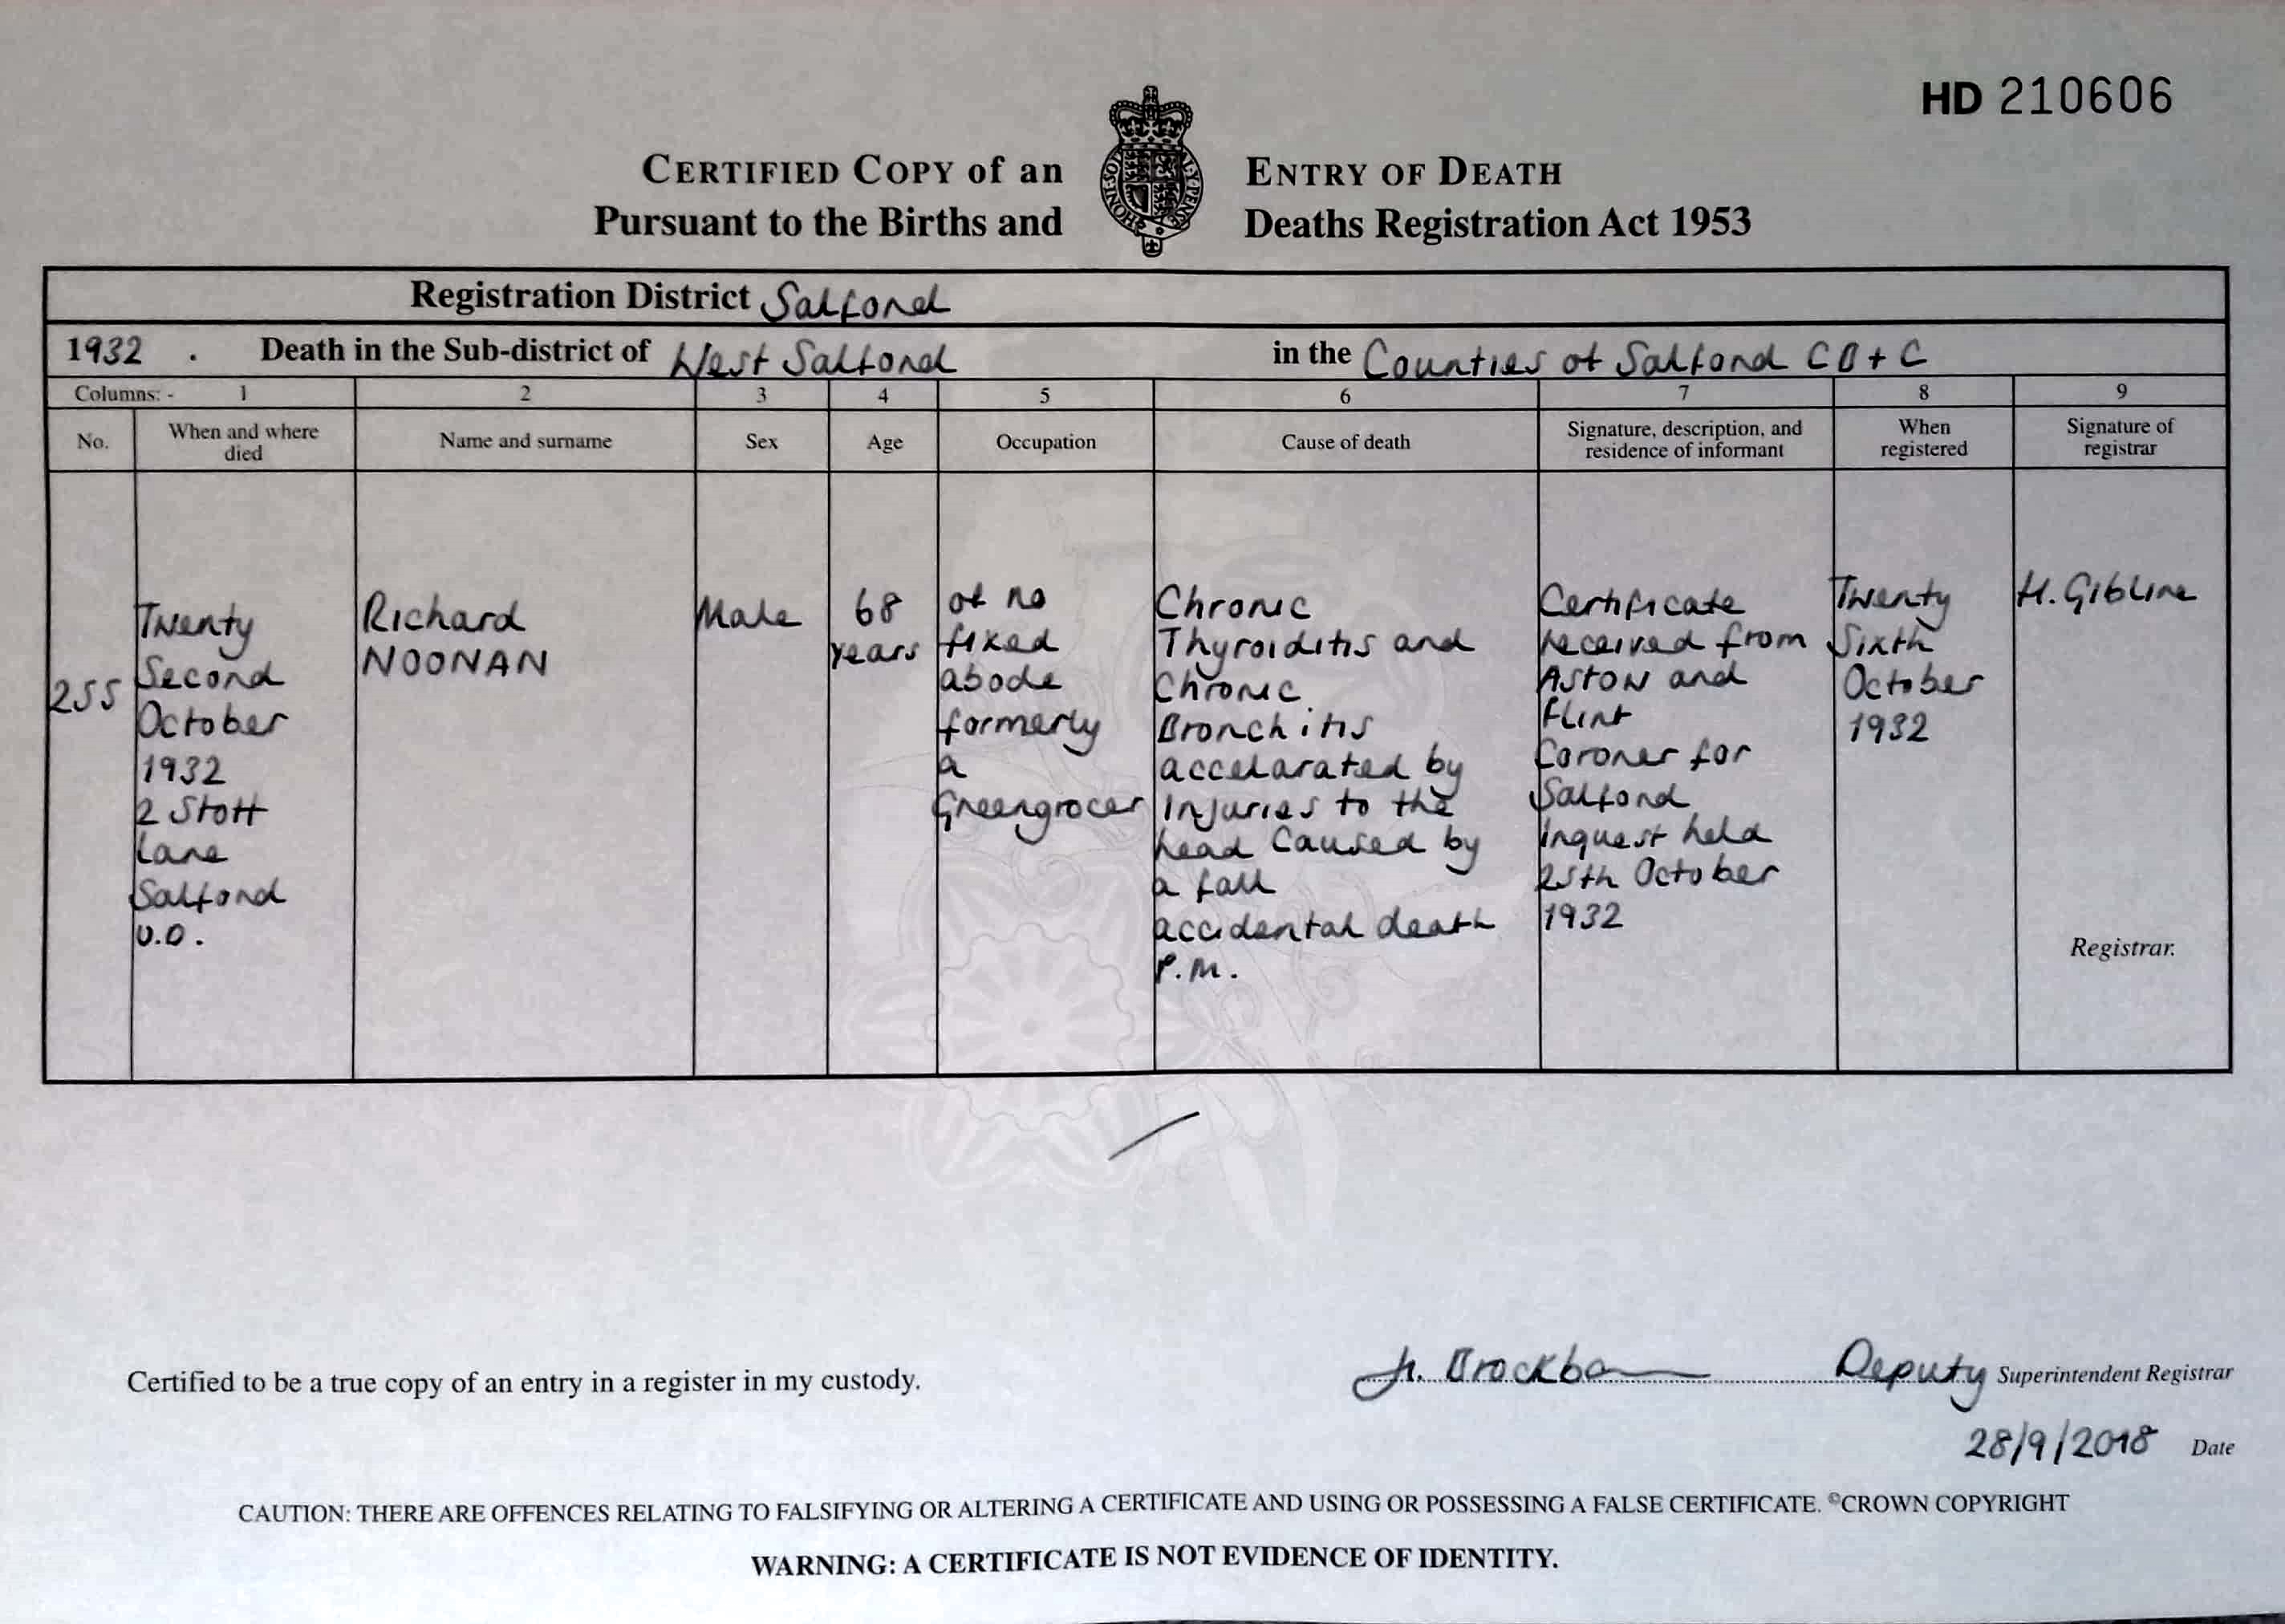 HD 210606
CERTIFIED COPY of an ENTRY OF DEATH
Pursuant to the Births and Deaths Registration Act 1953
Registration District Salford
1932 . Death in the Sub-district of West Salford in the Counties of Salford CB + C
Columns: - 1 2 3 4 5 6 7 8 9
No.
When and where
died
Name and surname
Sex
Age
Occupation
Cause of death
Signature, description, and
residence of informant
When
registered
Signature of
registrar
255
Twenty
Second
October
1932
2 Stott
Lane
Salford
U.D.
Richard
NOONAN
Male
68
years
of no
fixed
abode
formerly
a
Greengrocer
Chronic
Thyroiditis and
Chronic
Bronchitis
accelarated by
Injuries to the
head Caused by
a fall
accidental death
P.M.
Certificate
received from
Aston and
Flint
Coroner for
Salford
inquest held
25th October
1932
Twenty
Sixth
October
1932
H. Gibline
Registrar.
Certified to be a true copy of an entry in a register in my custody.
Brockba Deputy Superintendent Registrar
28/9/2018 Date
CAUTION: THERE ARE OFFENCES RELATING TO FALSIFYING OR ALTERING A CERTIFICATE AND USING OR POSSESSING A FALSE CERTIFICATE. ©CROWN COPYRIGHT
WARNING: A CERTIFICATE IS NOT EVIDENCE OF IDENTITY.